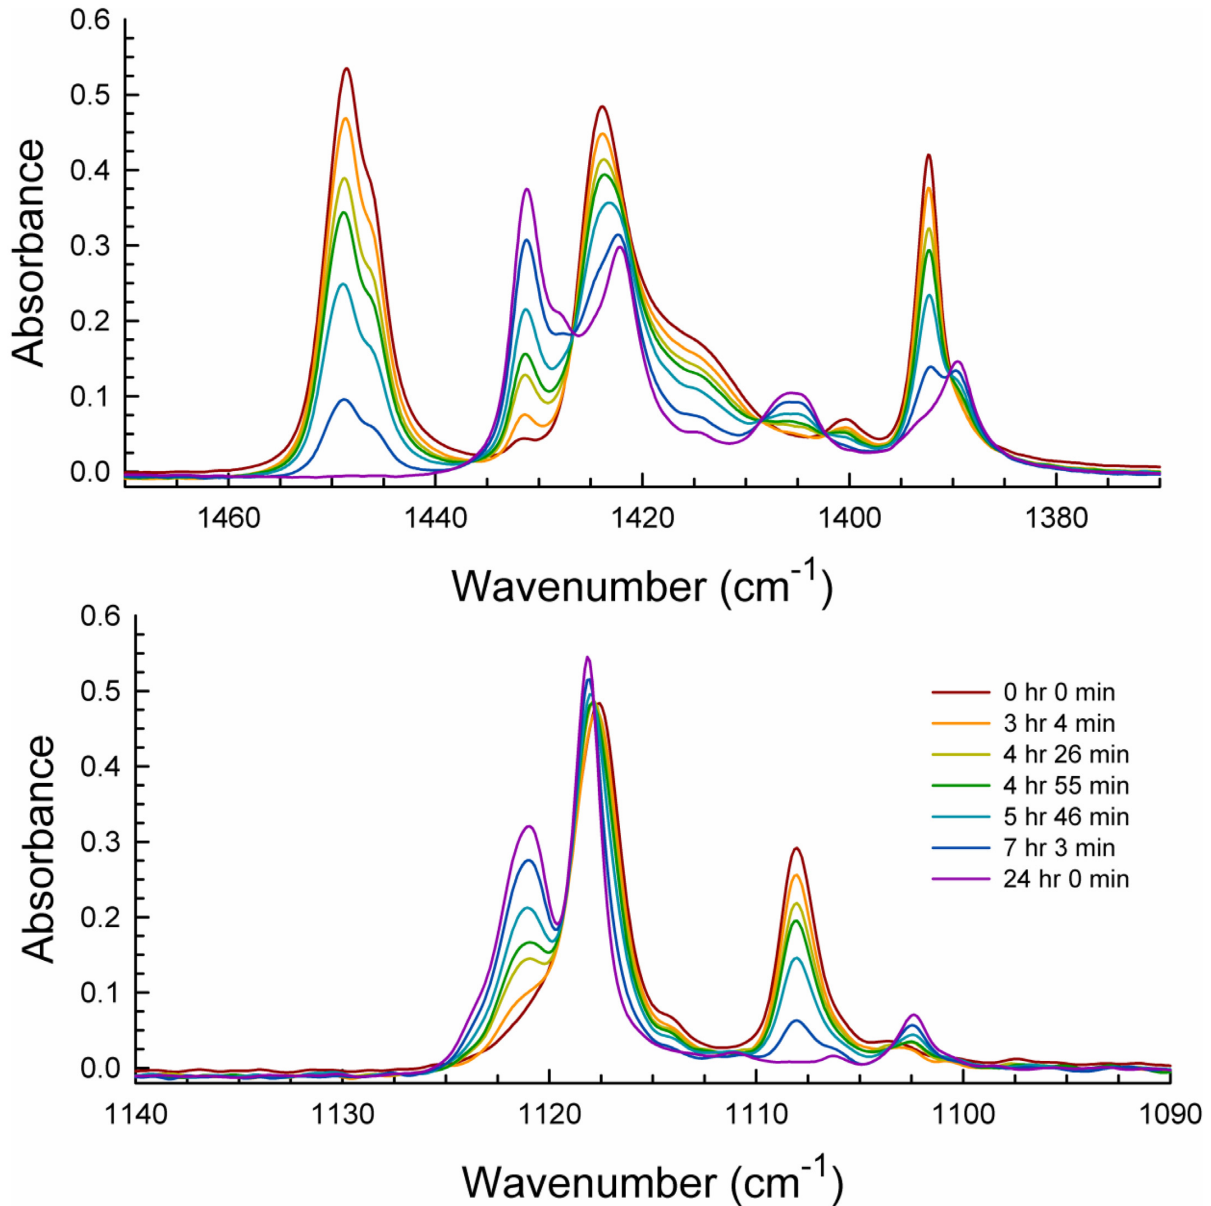 0.6
0.5
0.4
0.3
0.2
0.1
0.0
Absorbance
1460 1440 1420 1400 1380
Wavenumber (cm-1)
0.6
0.5
0.4
0.3
0.2
0.1
0.0
Absorbance
0 hr 0 min
3 hr 4 min
4 hr 26 min
4 hr 55 min
5 hr 46 min
7 hr 3 min
24 hr 0 min
1140 1130 1120 1110 1100 1090
Wavenumber (cm-1)